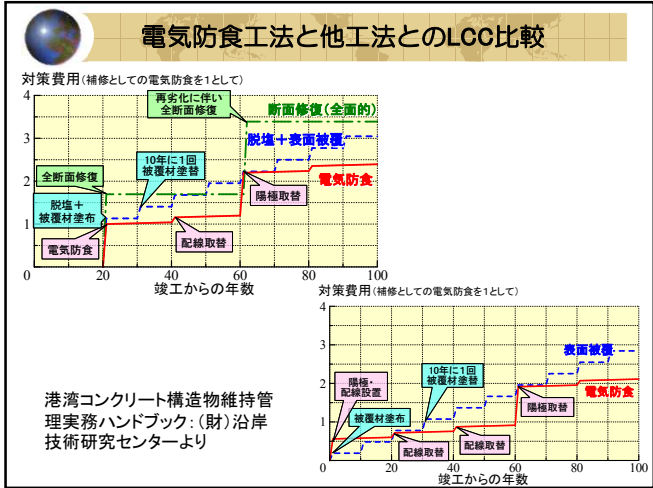 電気防食工法と他工法とのLCC比較
対策費用(補修としての電気防食を1として)
4
3
2
1
0
20
40
60
80
100
竣工からの年数
再劣化に伴い
全断面修復
断面修復(全面的)
脱塩+表面被覆
10年に1回
被覆材塗替
全断面修復
電気防食
脱塩+
被覆材塗布
陽極取替
電気防食
配線取替
対策費用(補修としての電気防食を1として)
4
3
2
1
0
20
40
60
80
100
竣工からの年数
表面被覆
10年に1回
被覆材塗替
陽極・
配線設置
電気防食
被覆材塗布
陽極取替
配線取替
配線取替
港湾コンクリート構造物維持管
理実務ハンドブック:(財)沿岸
技術研究センターより